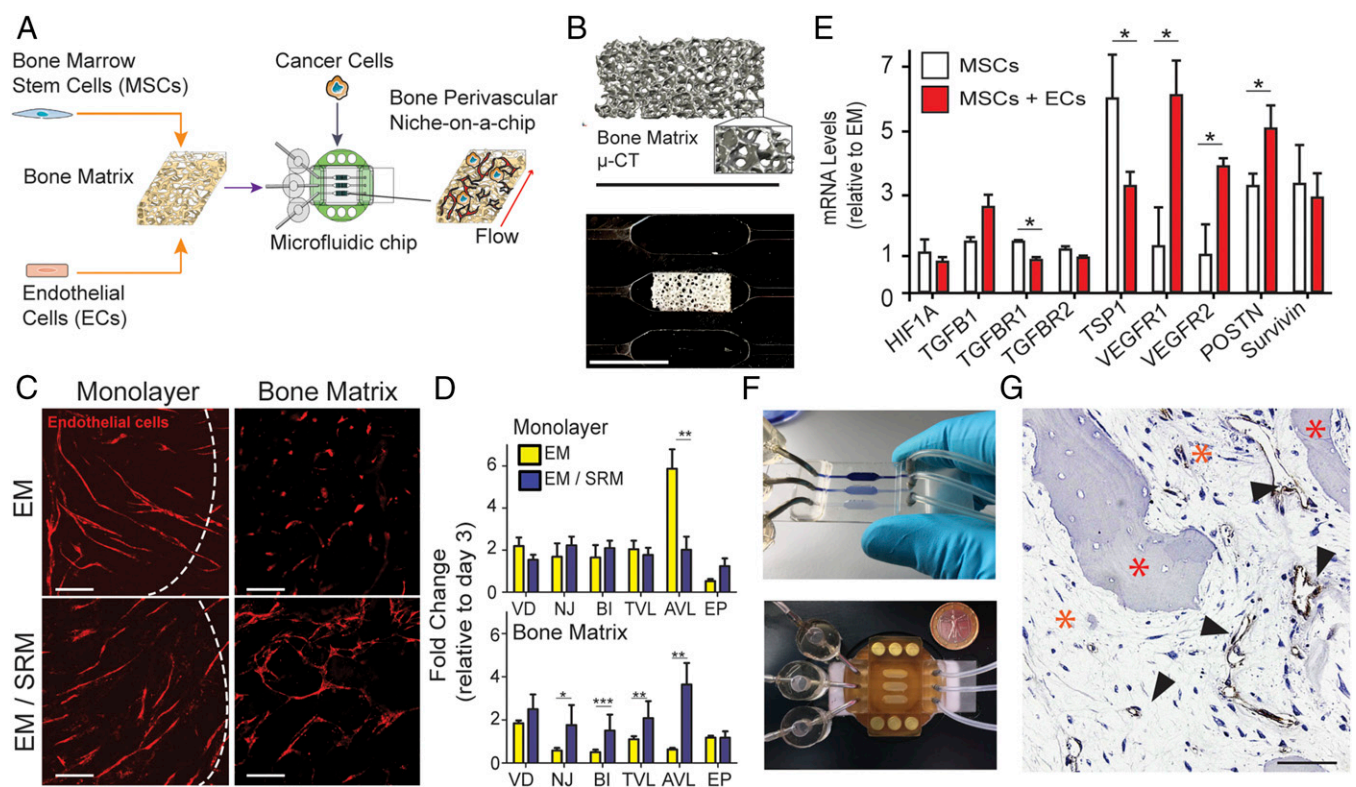 A
Bone Marrow
Stem Cells (MSCs)
Cancer Cells
Bone Perivascular
Niche-on-a-chip
Bone Matrix
Microfluidic chip
Flow
Endothelial
Cells (ECs)
B
Bone Matrix
μ-CT
E
* * * * *
MSCs
MSCs + ECs
mRNA Levels
(relative to EM)
7
5
3
1
0
HIF1A
TGFB1
TGFBR1
TGFBR2
TSP1
VEGFR1
VEGFR2
POSTN
Survivin
C
Monolayer
Bone Matrix
Endothelial cells
EM
EM / SRM
D
Monolayer
EM
EM / SRM
**
6
4
2
0
VD NJ BI TVL AVL EP
Bone Matrix
* *** ** **
6
4
2
0
VD NJ BI TVL AVL EP
Fold Change
(relative to day 3)
F
G
* * * *